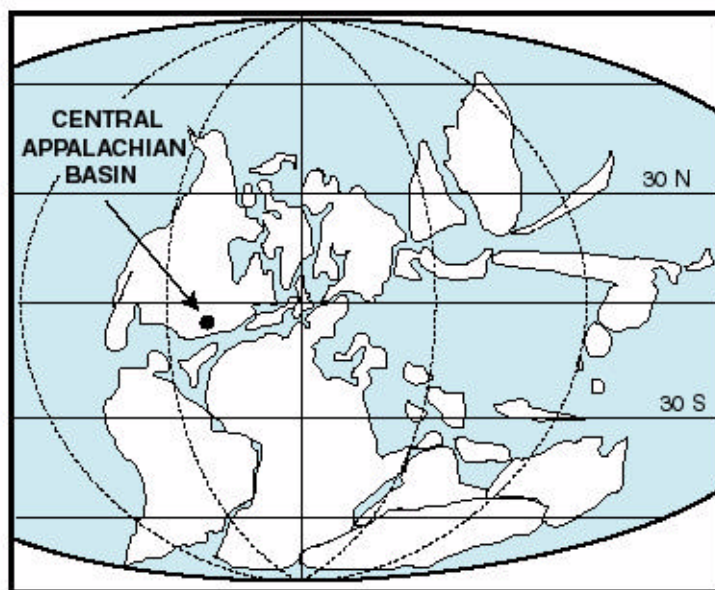 CENTRAL
APPALACHIAN
BASIN
30 N
30 S